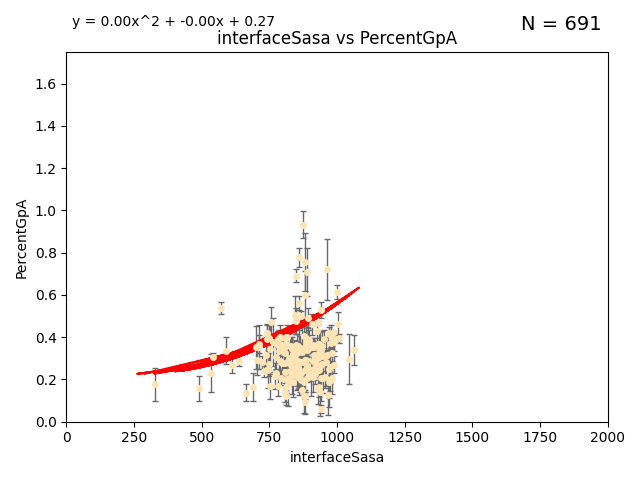 y = 0.00x^2 + -0.00x + 0.27
N = 691
interfaceSasa vs PercentGpA
PercentGpA
1.6
1.4
1.2
1.0
0.8
0.6
0.4
0.2
0.0
0 250 500 750 1000 1250 1500 1750 2000
interfaceSasa